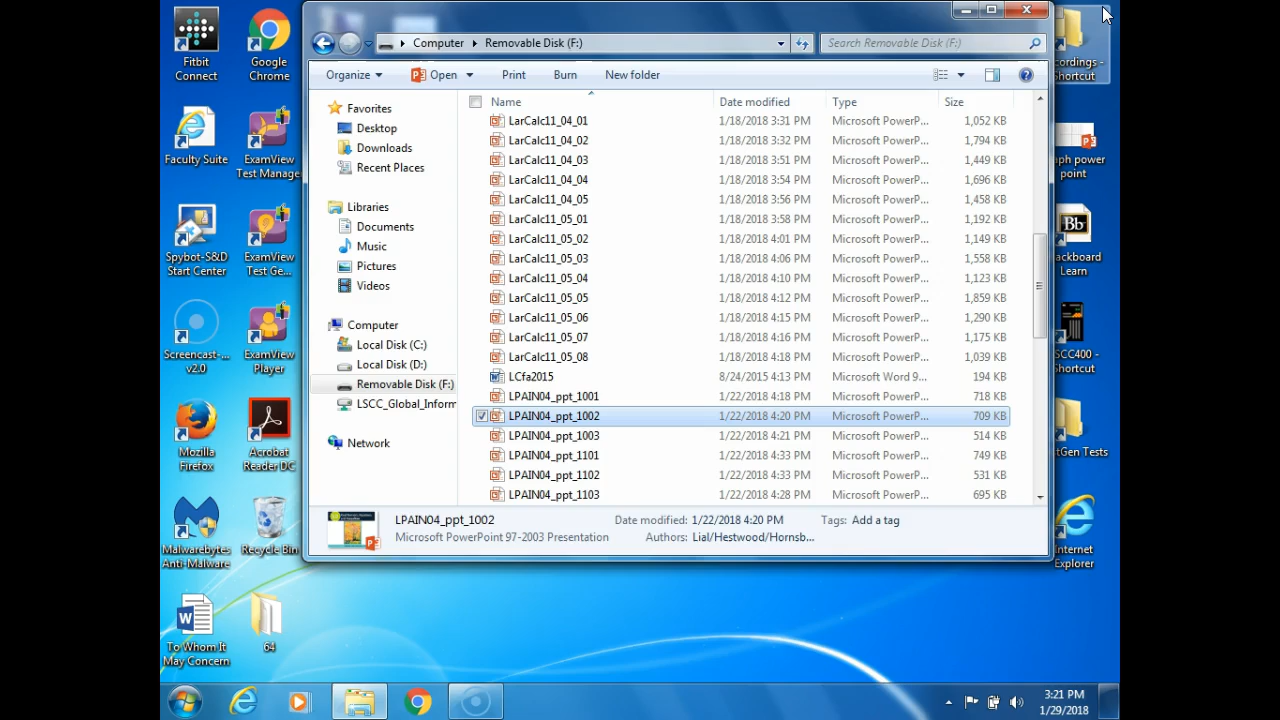 Fitbit Connect
Google Chrome
Faculty Suite
ExamView Test Manage
Spybot-S&D Start Center
ExamView Test Ge...
Screencast-... v2.0
ExamView Player
Mozilla Firefox
Acrobat Reader DC
Malwarebytes Anti-Malware
Recycle Bin
To Whom It May Concern
64
Computer Removable Disk (F:) Search Removable Disk (F:)
Organize Open Print Burn New folder
Favorites
Desktop
Downloads
Recent Places
Libraries
Documents
Music
Pictures
Videos
Computer
Local Disk (C:)
Local Disk (D:)
Removable Disk (F:)
LSCC_Global_Inform
Network
Name Date modified Type Size
LarCalc11_04_01 1/18/2018 3:31 PM Microsoft PowerP... 1,052 KB
LarCalc11_04_02 1/18/2018 3:32 PM Microsoft PowerP... 1,794 KB
LarCalc11_04_03 1/18/2018 3:51 PM Microsoft PowerP... 1,449 KB
LarCalc11_04_04 1/18/2018 3:54 PM Microsoft PowerP... 1,696 KB
LarCalc11_04_05 1/18/2018 3:56 PM Microsoft PowerP... 1,458 KB
LarCalc11_05_01 1/18/2018 3:58 PM Microsoft PowerP... 1,192 KB
LarCalc11_05_02 1/18/2018 4:01 PM Microsoft PowerP... 1,149 KB
LarCalc11_05_03 1/18/2018 4:06 PM Microsoft PowerP... 1,558 KB
LarCalc11_05_04 1/18/2018 4:10 PM Microsoft PowerP... 1,123 KB
LarCalc11_05_05 1/18/2018 4:12 PM Microsoft PowerP... 1,859 KB
LarCalc11_05_06 1/18/2018 4:15 PM Microsoft PowerP... 1,290 KB
LarCalc11_05_07 1/18/2018 4:16 PM Microsoft PowerP... 1,175 KB
LarCalc11_05_08 1/18/2018 4:18 PM Microsoft PowerP... 1,039 KB
LCfa2015 8/24/2015 4:13 PM Microsoft Word 9... 194 KB
LPAIN04_ppt_1001 1/22/2018 4:18 PM Microsoft PowerP... 718 KB
LPAIN04_ppt_1002 1/22/2018 4:20 PM Microsoft PowerP... 709 KB
LPAIN04_ppt_1003 1/22/2018 4:21 PM Microsoft PowerP... 514 KB
LPAIN04_ppt_1101 1/22/2018 4:33 PM Microsoft PowerP... 749 KB
LPAIN04_ppt_1102 1/22/2018 4:33 PM Microsoft PowerP... 531 KB
LPAIN04_ppt_1103 1/22/2018 4:28 PM Microsoft PowerP... 695 KB
LPAIN04_ppt_1002 Date modified: 1/22/2018 4:20 PM Tags: Add a tag
Microsoft PowerPoint 97-2003 Presentation Authors: Lial/Hestwood/Hornsb...
cordings - Shortcut
aph power point
Bb
ackboard Learn
SCC400 - Shortcut
stGen Tests
Internet Explorer
3:21 PM
1/29/2018